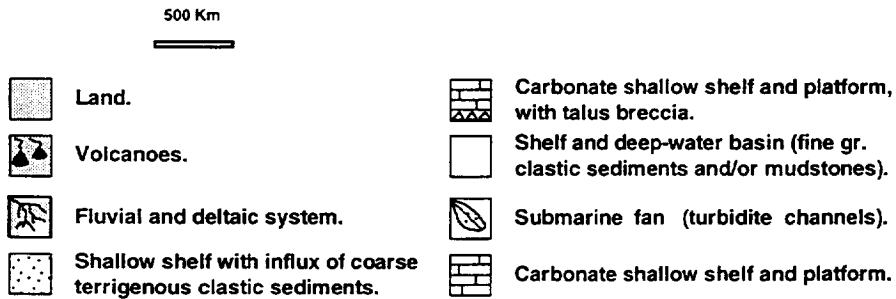 500 Km
Land.
Volcanoes.
Fluvial and deltaic system.
Shallow shelf with influx of coarse
terrigenous clastic sediments.
Carbonate shallow shelf and platform,
with talus breccia.
Shelf and deep-water basin (fine gr.
clastic sediments and/or mudstones).
Submarine fan (turbidite channels).
Carbonate shallow shelf and platform.